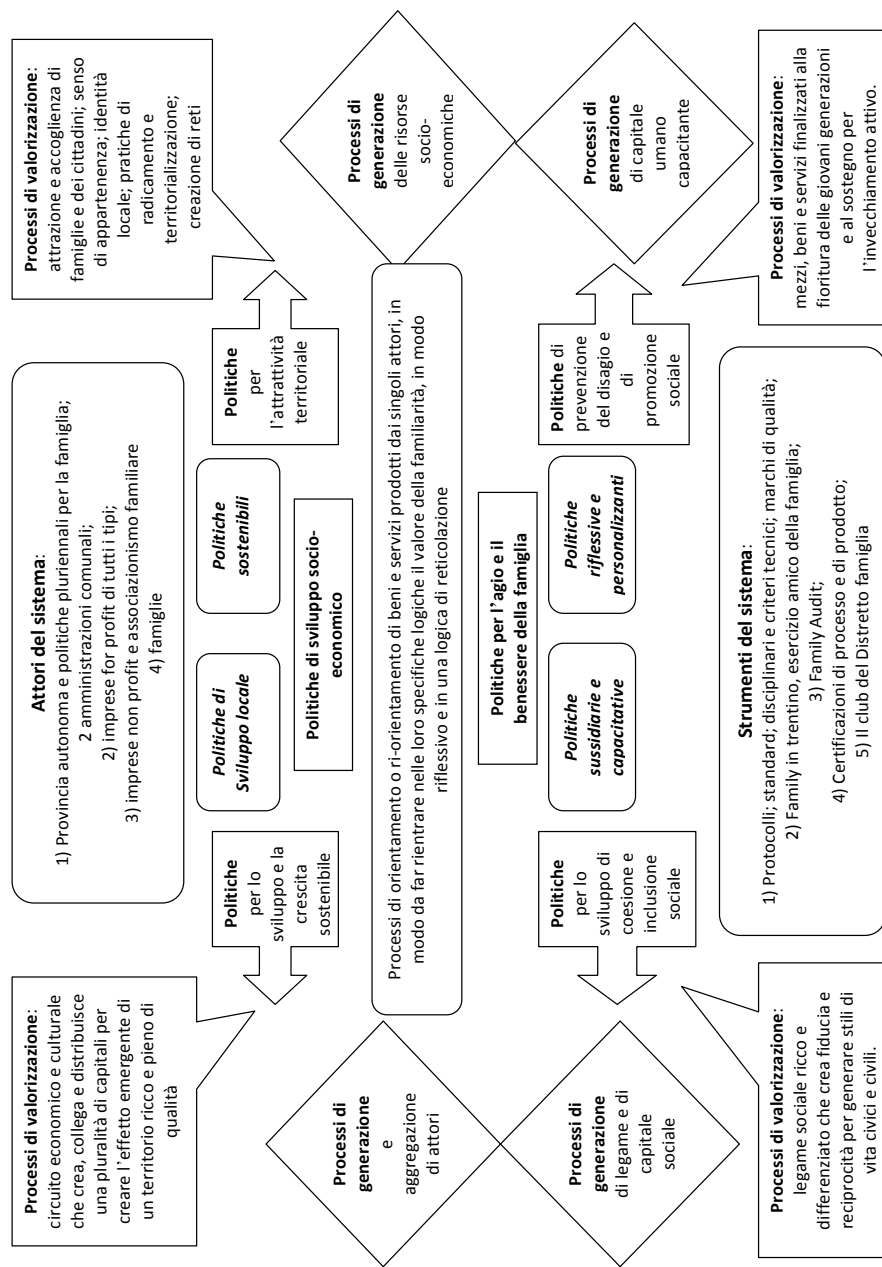 Processi di valorizzazione:
circuito economico e culturale
che crea, collega e distribuisce
una pluralità di capitali per
creare l'effetto emergente di
un territorio ricco e pieno di
qualità
Attori del sistema:
1) Provincia autonoma e politiche pluriennali per la famiglia;
2 amministrazioni comunali;
2) imprese for profit di tutti i tipi;
3) imprese non profit e associazionismo familiare
4) famiglie
Processi di valorizzazione:
attrazione e accoglienza di
famiglie e dei cittadini; senso
di appartenenza; identità
locale; pratiche di
radicamento e
territorializzazione;
creazione di reti
Politiche
per lo
sviluppo e la
crescita
sostenibile
Politiche di
Sviluppo locale
Politiche
sostenibili
Politiche
per
l'attrattività
territoriale
Politiche di sviluppo socio-
economico
Processi di
generazione
e
aggregazione
di attori
Processi di
generazione
delle risorse
socio-
economiche
Processi di orientamento o ri-orientamento di beni e servizi prodotti dai singoli attori, in
modo da far rientrare nelle loro specifiche logiche il valore della familiarità, in modo
riflessivo e in una logica di reticolazione
Politiche per l'agio e il
benessere della famiglia
Processi di
generazione
di legame e di
capitale
sociale
Politiche
per lo
sviluppo di
coesione e
inclusione
sociale
Politiche
sussidiarie e
capacitative
Politiche
riflessive e
personalizzanti
Politiche di
prevenzione
del disagio e
di
promozione
sociale
Processi di
generazione
di capitale
umano
capacitante
Processi di valorizzazione:
legame sociale ricco e
differenziato che crea fiducia e
reciprocità per generare stili di
vita civici e civili.
Strumenti del sistema:
1) Protocolli; standard; disciplinari e criteri tecnici; marchi di qualità;
2) Family in trentino, esercizio amico della famiglia;
3) Family Audit;
4) Certificazioni di processo e di prodotto;
5) Il club del Distretto famiglia
Processi di valorizzazione:
mezzi, beni e servizi finalizzati alla
fioritura delle giovani generazioni
e al sostegno per
l'invecchiamento attivo.